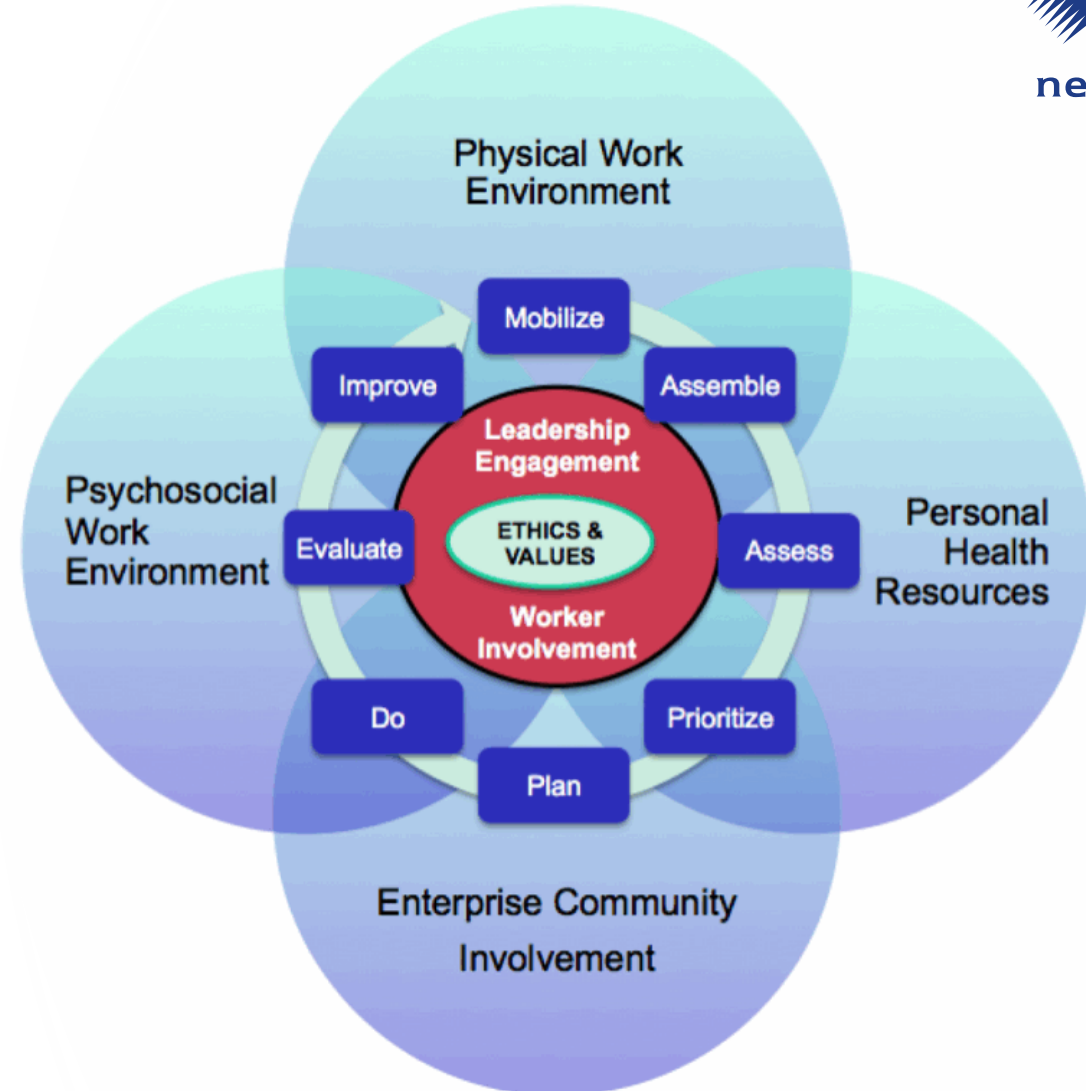 ne
Physical Work
Environment
Mobilize
Improve
Assemble
Leadership
Engagement
Psychosocial
Work
Environment
Evaluate
ETHICS &
VALUES
Assess
Personal
Health
Resources
Worker
Involvement
Do
Prioritize
Plan
Enterprise Community
Involvement